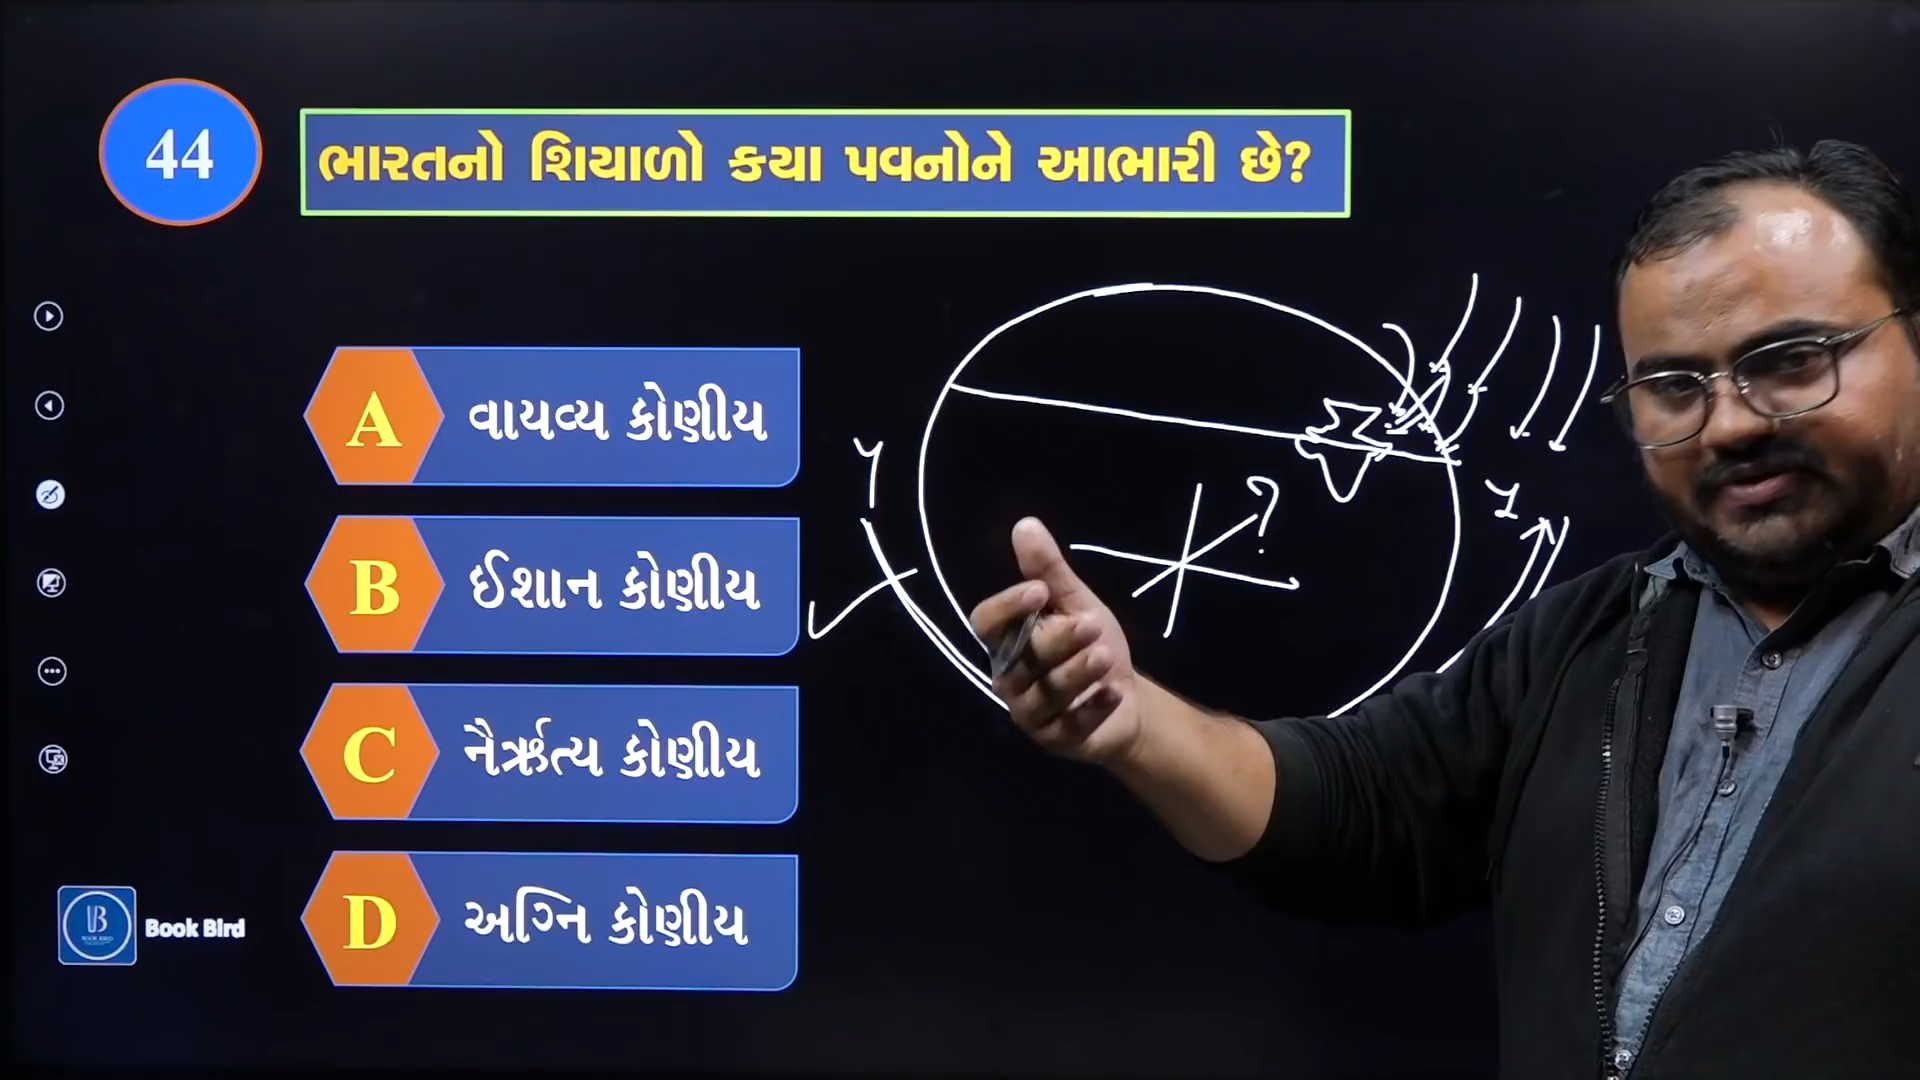 44
ભારતનો શિયાળો કયા પવનોને આભારી છે?
A વાયવ્ય કોણીય
B ઈશાન કોણીય
C નૈર્ઋત્ય કોણીય
D અગ્નિ કોણીય
?
Book Bird